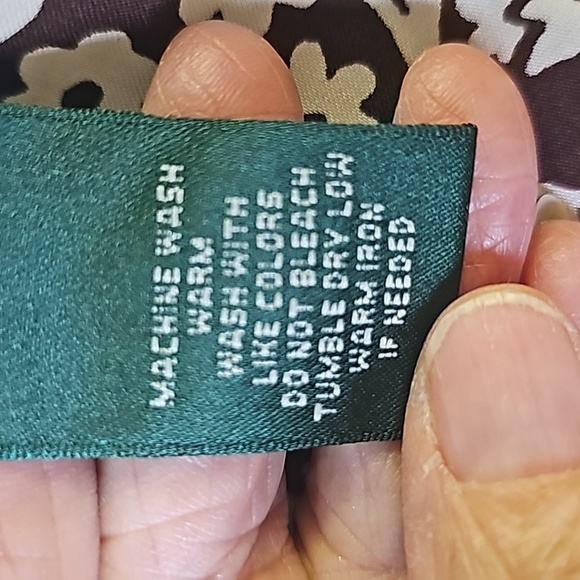 MACHINE WASH
WARM
WASH WITH
LIKE COLORS
DO NOT BLEACH
TUMBLE DRY LOW
WARM IRON
IF NEEDED